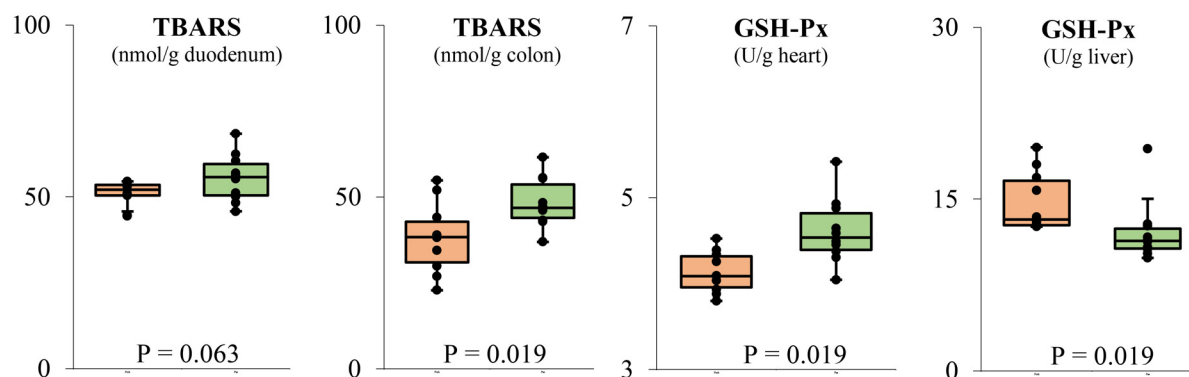 TBARS
(nmol/g duodenum)
100
50
0
P = 0.063
TBARS
(nmol/g colon)
100
50
0
P = 0.019
GSH-Px
(U/g heart)
7
5
3
P = 0.019
GSH-Px
(U/g liver)
30
15
0
P = 0.019